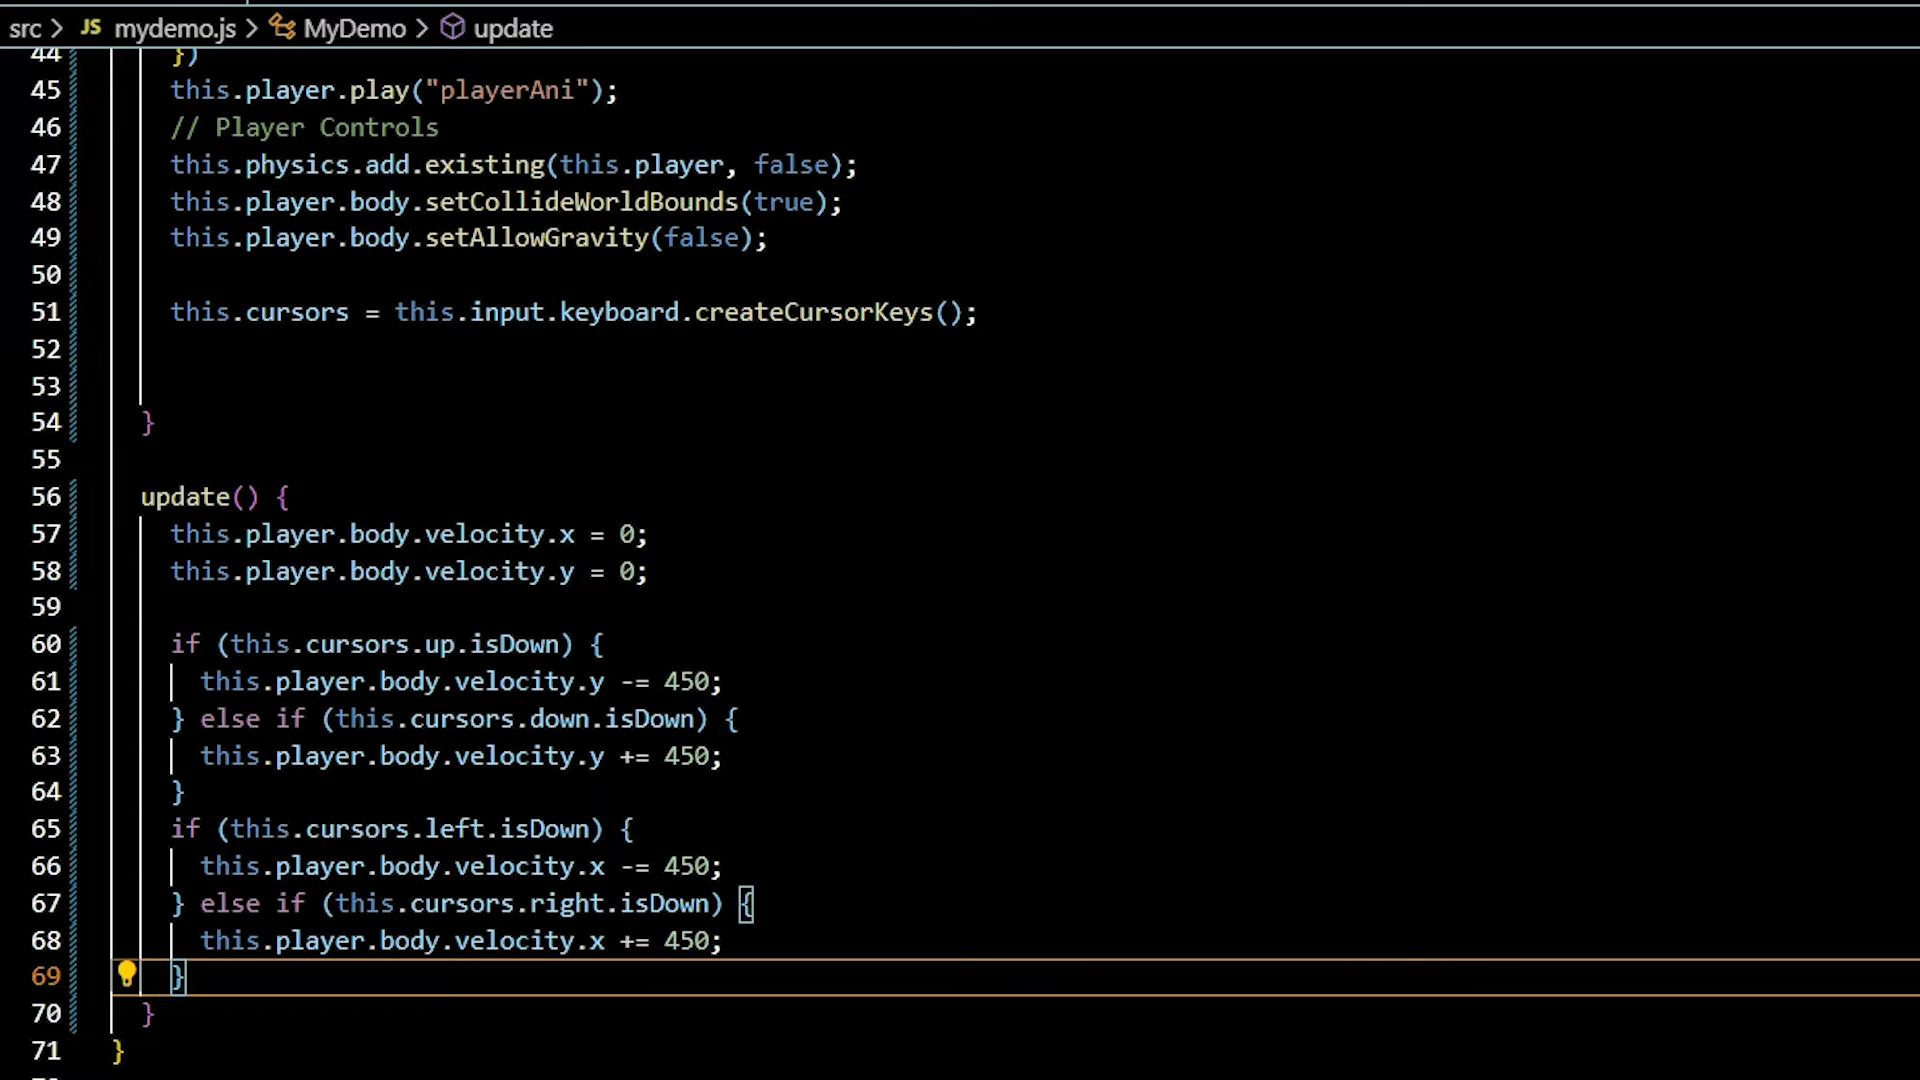 src > JS mydemo.js > MyDemo > update
44 })
45 this.player.play("playerAni");
46 // Player Controls
47 this.physics.add.existing(this.player, false);
48 this.player.body.setCollideWorldBounds(true);
49 this.player.body.setAllowGravity(false);
50
51 this.cursors = this.input.keyboard.createCursorKeys();
52
53
54 }
55
56 update() {
57 this.player.body.velocity.x = 0;
58 this.player.body.velocity.y = 0;
59
60 if (this.cursors.up.isDown) {
61 this.player.body.velocity.y -= 450;
62 } else if (this.cursors.down.isDown) {
63 this.player.body.velocity.y += 450;
64 }
65 if (this.cursors.left.isDown) {
66 this.player.body.velocity.x -= 450;
67 } else if (this.cursors.right.isDown) {
68 this.player.body.velocity.x += 450;
69 }
70 }
71 }